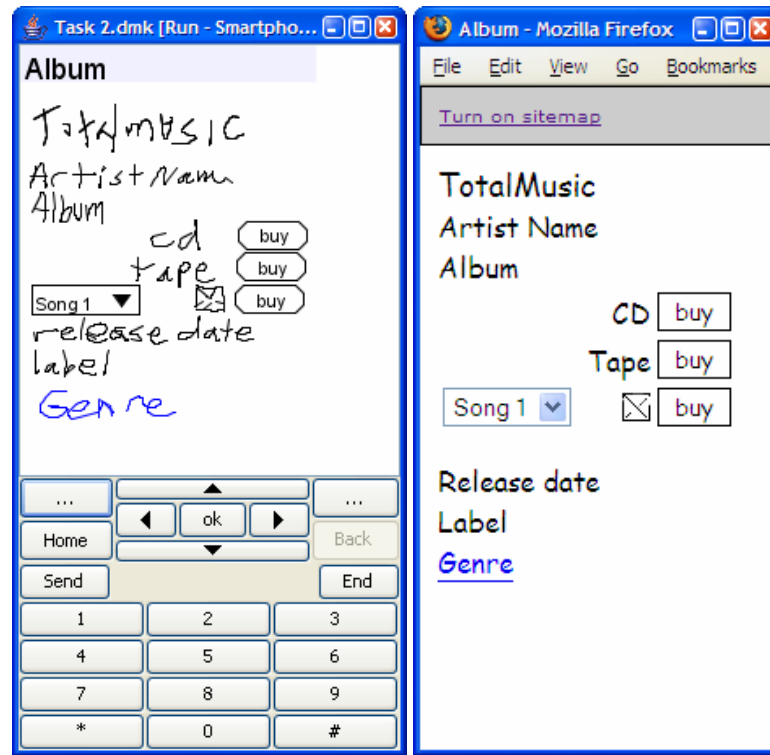 Task 2.dmk [Run - Smartpho...
Album
Totalmusic
Artist Name
Album
cd buy
tape buy
Song 1 buy
release date
label
Genre
... ...
ok
Home Back
Send End
1 2 3
4 5 6
7 8 9
* 0 #
Album - Mozilla Firefox
File Edit View Go Bookmarks
Turn on sitemap
TotalMusic
Artist Name
Album
CD buy
Tape buy
Song 1 buy
Release date
Label
Genre